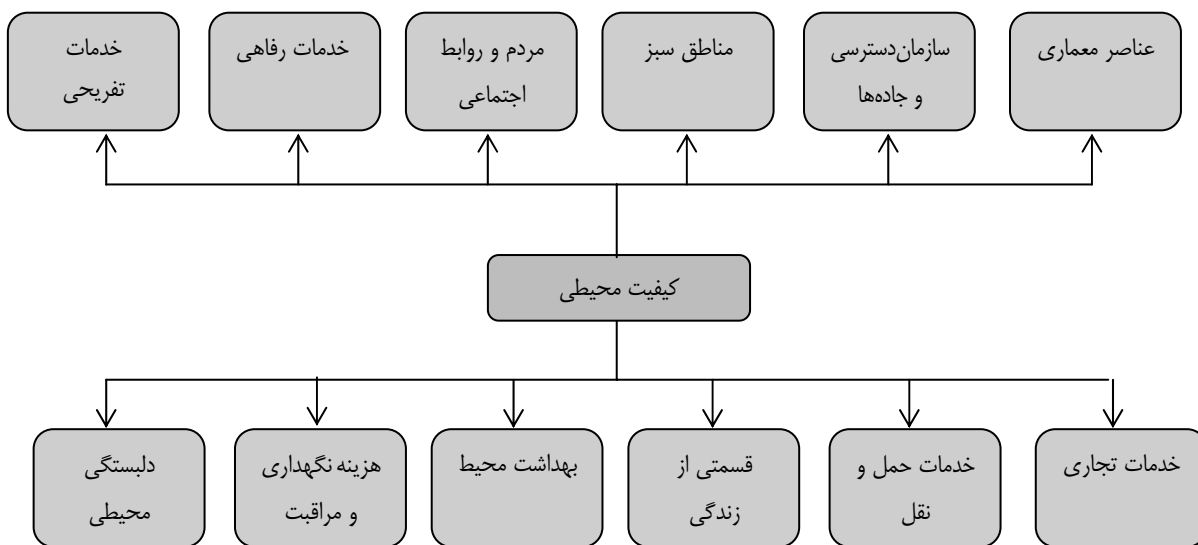 عناصر معماری
سازمان‌دسترسی
و جاده‌ها
مناطق سبز
مردم و روابط
اجتماعی
خدمات رفاهی
خدمات
تفریحی
کیفیت محیطی
خدمات تجاری
خدمات حمل و
نقل
قسمتی از
زندگی
بهداشت محیط
هزینه نگهداری
و مراقبت
دلبستگی
محیطی